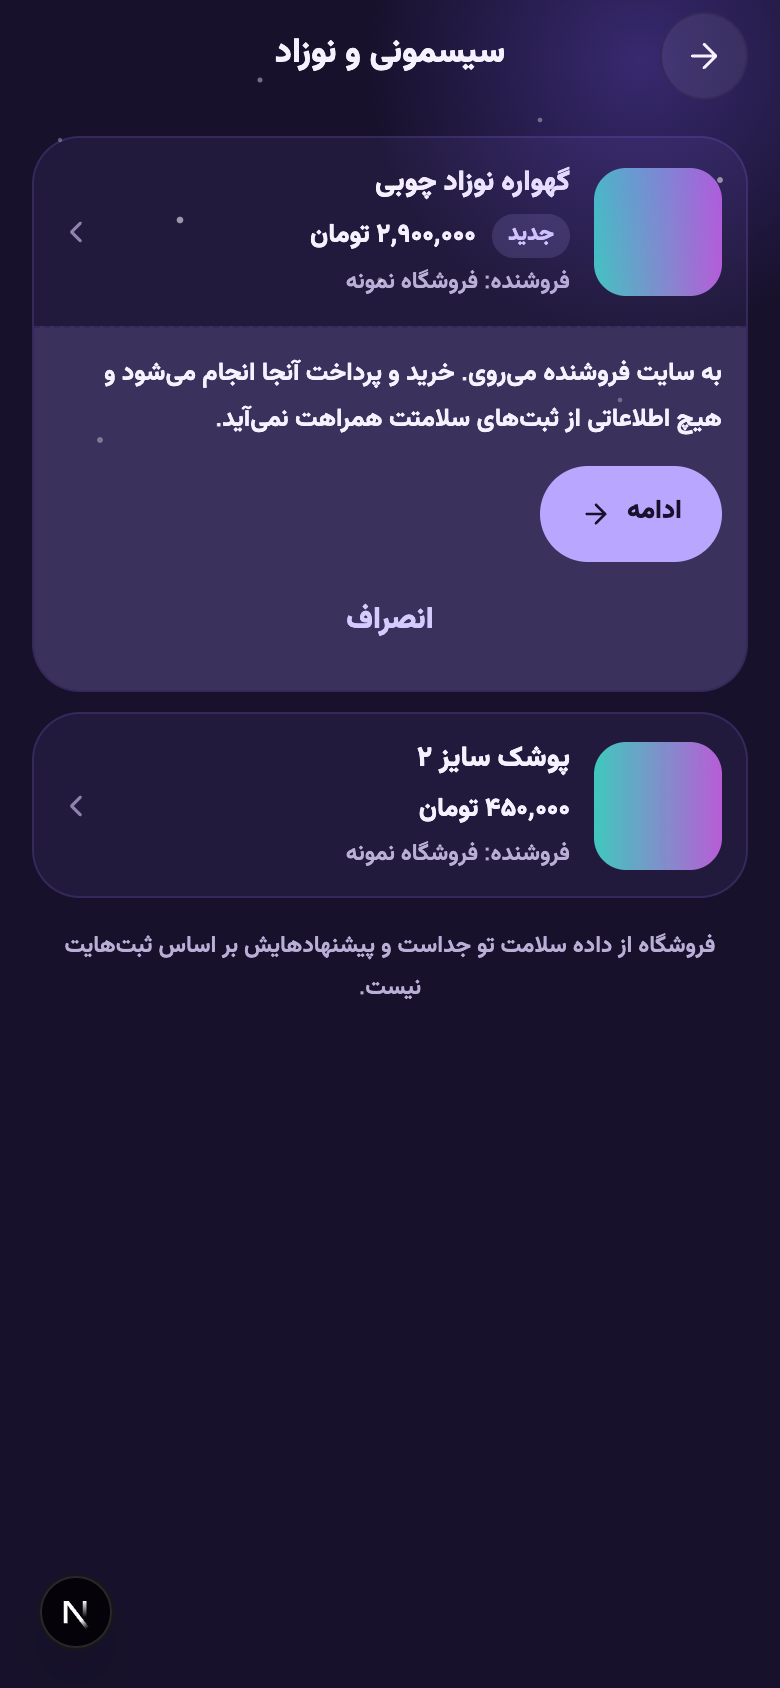 سیسمونی و نوزاد
گهواره نوزاد چوبی
جدید ۲,۹۰۰,۰۰۰ تومان
فروشنده: فروشگاه نمونه
به سایت فروشنده می‌روی. خرید و پرداخت آنجا انجام می‌شود و
هیچ اطلاعاتی از ثبت‌های سلامتت همراهت نمی‌آید.
ادامه
انصراف
پوشک سایز ۲
۴۵۰,۰۰۰ تومان
فروشنده: فروشگاه نمونه
فروشگاه از داده سلامت تو جداست و پیشنهادهایش بر اساس ثبت‌هایت
نیست.
N